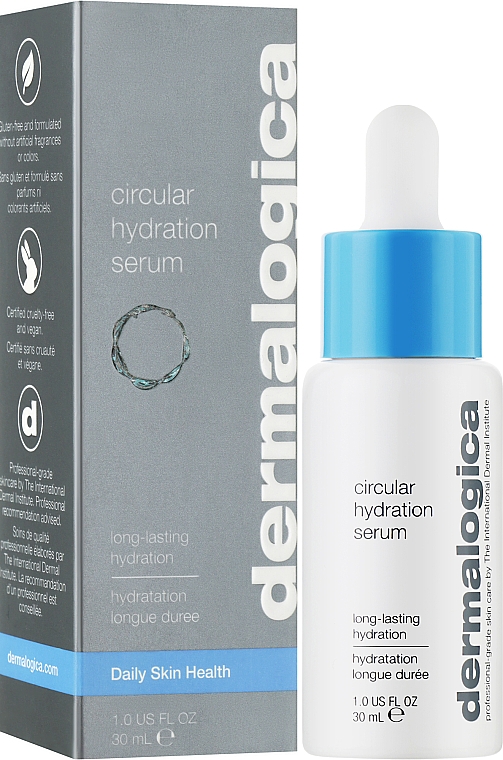 Gluten-free and formulated
without artificial fragrances
or colors.
Sans gluten et formulé sans
parfums ni
colorants artificiels.
Certified cruelty-free
and vegan.
Certifié sans cruauté
et végane.
d
Professional-grade
skincare by The International
Dermal Institute. Professional
recommendation advised.
Soins de qualité
professionnelle élaborés par
The International Dermal
Institute. La recommandation
d'un professionnel est
conseillée.
dermalogica.com
circular
hydration
serum
long-lasting
hydration
hydratation
longue duree
Daily Skin Health
1.0 US FL OZ
30 mL e
dermalogica
circular
hydration
serum
long-lasting
hydration
hydratation
longue durée
1.0 US FL OZ
30 mL e
dermalogica
professional-grade skin care by The International Dermal Institute